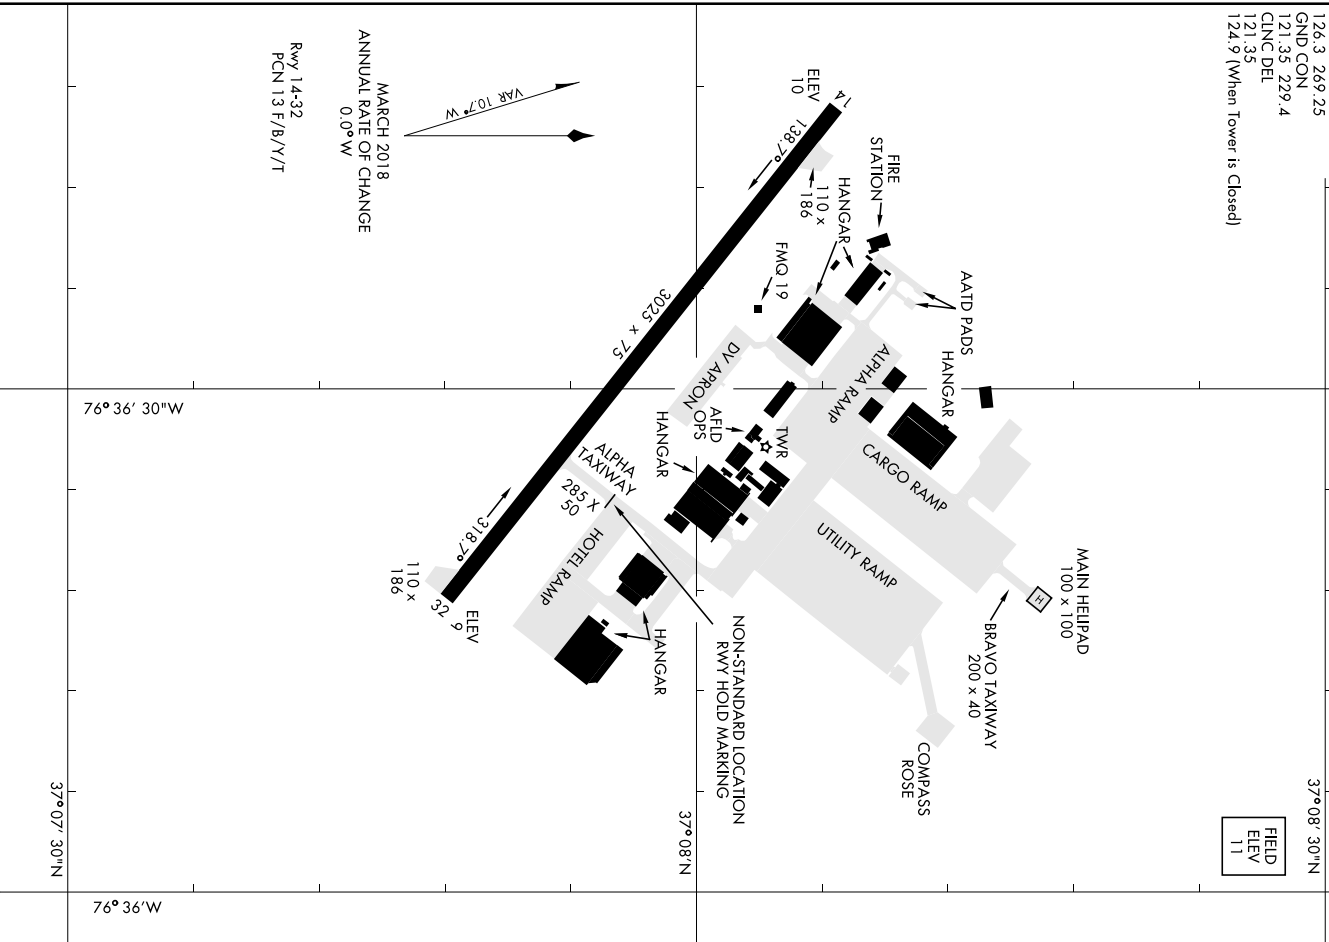 126.3 269.25
GND CON
121.35 229.4
CLNC DEL
121.35
124.9 (When Tower is Closed)
FIELD
ELEV
11
37° 08' 30"N
MAIN HELIPAD
100 x 100
H
BRAVO TAXIWAY
200 x 40
COMPASS
ROSE
AATD PADS
HANGAR
FIRE
STATION
HANGAR
110 x
186
ELEV
10
14
138.7°
FMQ 19
ALPHA RAMP
CARGO RAMP
UTILITY RAMP
DV APRON
TWR
AFLD
OPS
HANGAR
3025 x 75
ALPHA
TAXIWAY
285 X
50
HOTEL RAMP
HANGAR
NON-STANDARD LOCATION
RWY HOLD MARKING
37° 08'N
318.7°
110 x
186
32
ELEV
9
VAR 10.7° W
MARCH 2018
ANNUAL RATE OF CHANGE
0.0° W
Rwy 14-32
PCN 13 F/B/Y/T
76° 36' 30"W
37° 07' 30"N
76° 36'W